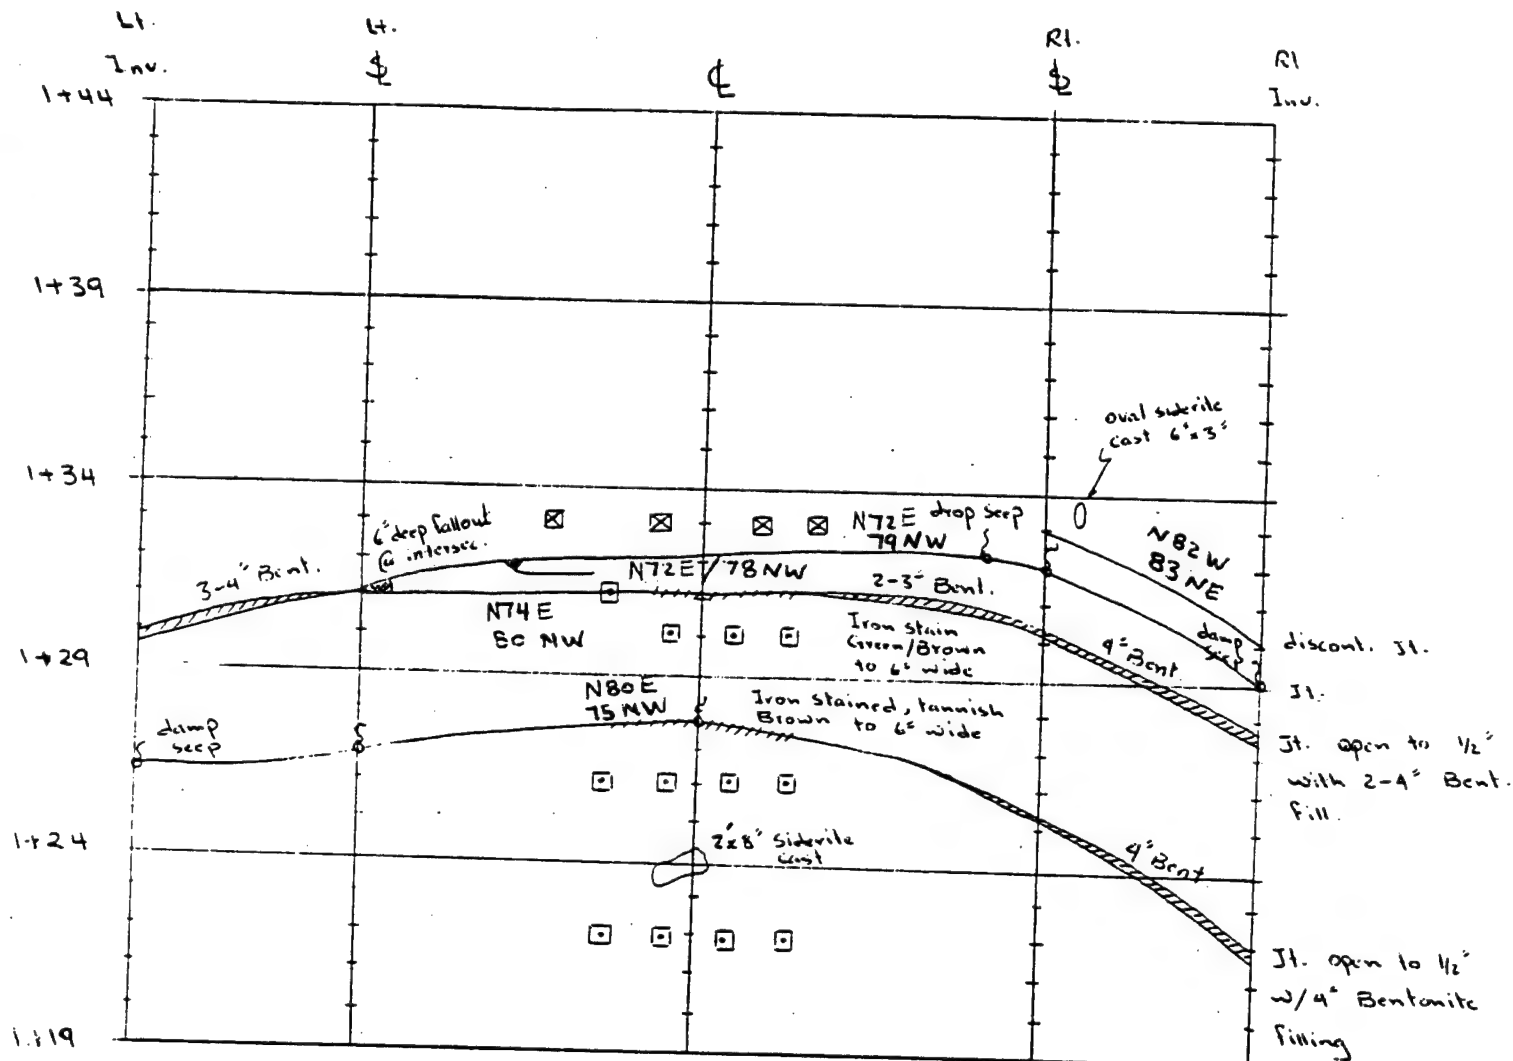 Lt.
Inv.
Lt.
Rt.
Rt
Inv.
1+44
1+39
oval siderite
cast 6"x3"
1+34
6" deep fallout
@ intersec.
N72E
79NW
drop seep
N82W
83NE
3-4" Bent.
N72E 78NW
2-3" Bent.
N74E
80 NW
Iron stain
Green/Brown
to 6" wide
damp
seep
discont. Jt.
1+29
4" Bent
Jt.
N80E
75NW
Iron stained, tannish
Brown to 6" wide
damp
seep
Jt. open to 1/2"
with 2-4" Bent.
fill.
1+24
2'x8" Siderite
cast
4" Bent
Jt. open to 1/2"
w/4" Bentonite
filling
1+19